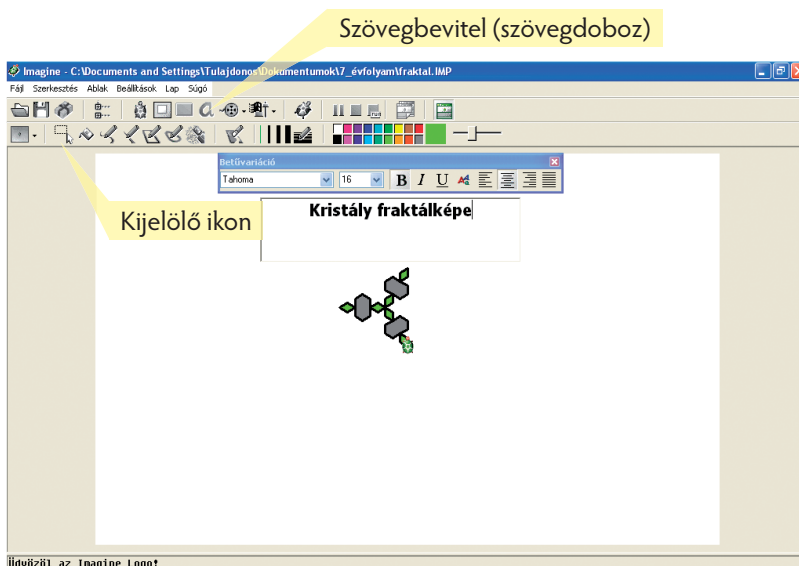 Szövegbevitel (szövegdoboz)
Imagine - C:\Documents and Settings\Tulajdonos\Dokumentumok\7_évfolyam\fraktal.IMP
Fájl Szerkesztés Ablak Beállítások Lap Súgó
Betűvariáció
Tahoma 16 B I U
Kijelölő ikon
Kristály fraktálképe
Üdvözöl az Imagine Logo!